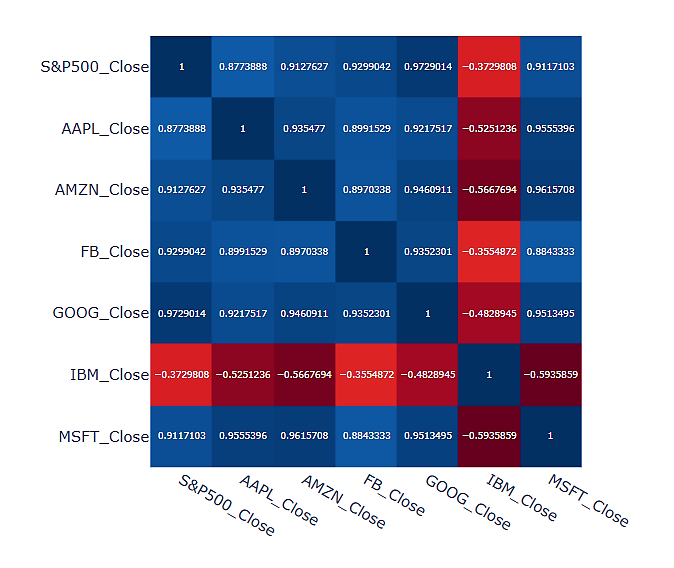 S&P500_Close 1 0.8773888 0.9127627 0.9299042 0.9729014 −0.3729808 0.9117103
AAPL_Close 0.8773888 1 0.935477 0.8991529 0.9217517 −0.5251236 0.9555396
AMZN_Close 0.9127627 0.935477 1 0.8970338 0.9460911 −0.5667694 0.9615708
FB_Close 0.9299042 0.8991529 0.8970338 1 0.9352301 −0.3554872 0.8843333
GOOG_Close 0.9729014 0.9217517 0.9460911 0.9352301 1 −0.4828945 0.9513495
IBM_Close −0.3729808 −0.5251236 −0.5667694 −0.3554872 −0.4828945 1 −0.5935859
MSFT_Close 0.9117103 0.9555396 0.9615708 0.8843333 0.9513495 −0.5935859 1
S&P500_Close AAPL_Close AMZN_Close FB_Close GOOG_Close IBM_Close MSFT_Close